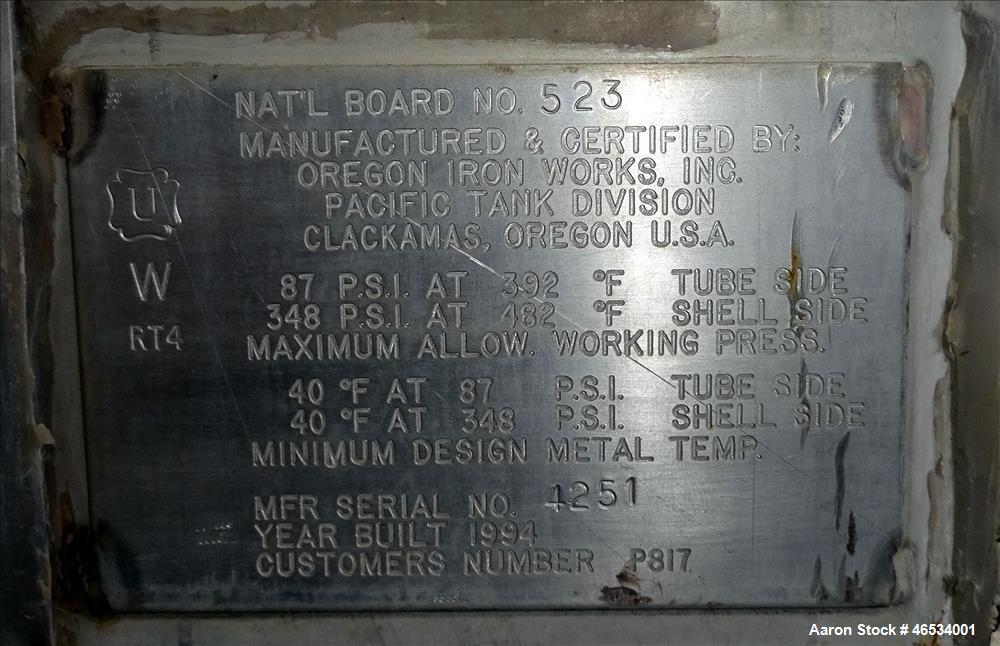 NAT'L BOARD NO. 523
MANUFACTURED & CERTIFIED BY:
OREGON IRON WORKS, INC.
PACIFIC TANK DIVISION
CLACKAMAS, OREGON U.S.A.
U
W
RT4
87 P.S.I. AT 392 °F TUBE SIDE
348 P.S.I. AT 482 °F SHELL SIDE
MAXIMUM ALLOW. WORKING PRESS.
40 °F AT 87 P.S.I. TUBE SIDE
40 °F AT 348 P.S.I. SHELL SIDE
MINIMUM DESIGN METAL TEMP.
MFR SERIAL NO. 4251
YEAR BUILT 1994
CUSTOMERS NUMBER P817
Aaron Stock # 46534001